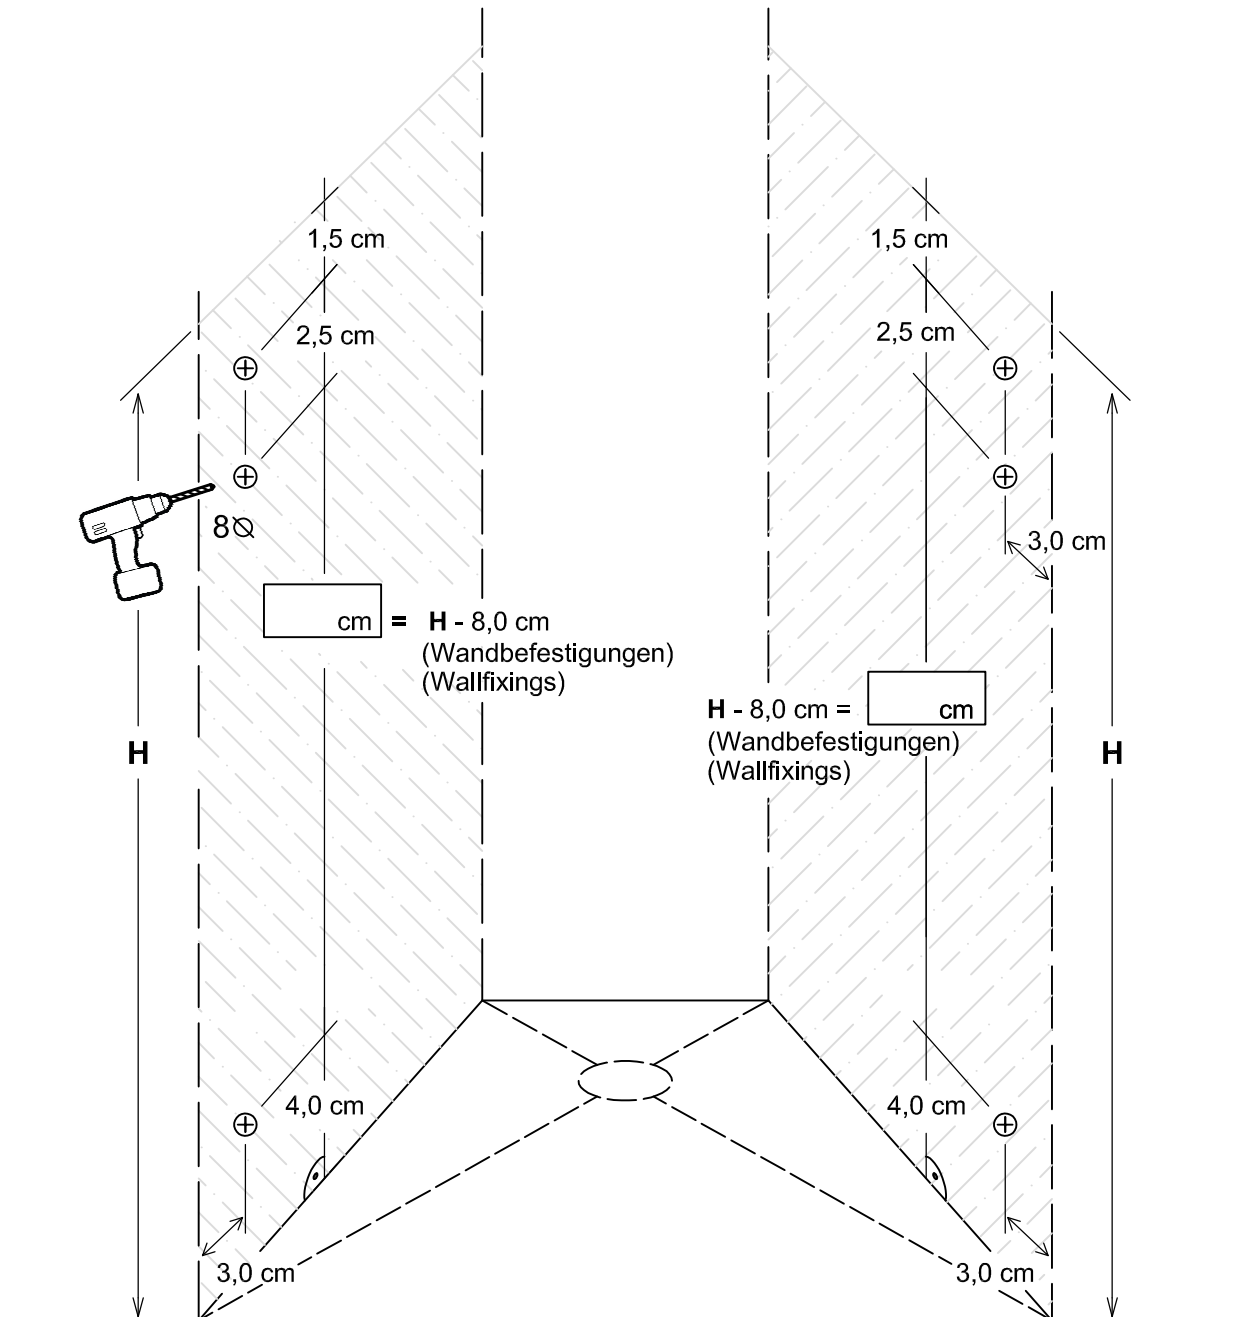 1,5 cm
1,5 cm
2,5 cm
2,5 cm
8∅
3,0 cm
cm = H - 8,0 cm
(Wandbefestigungen)
(Wallfixings)
H - 8,0 cm = cm
(Wandbefestigungen)
(Wallfixings)
H
H
4,0 cm
4,0 cm
3,0 cm
3,0 cm